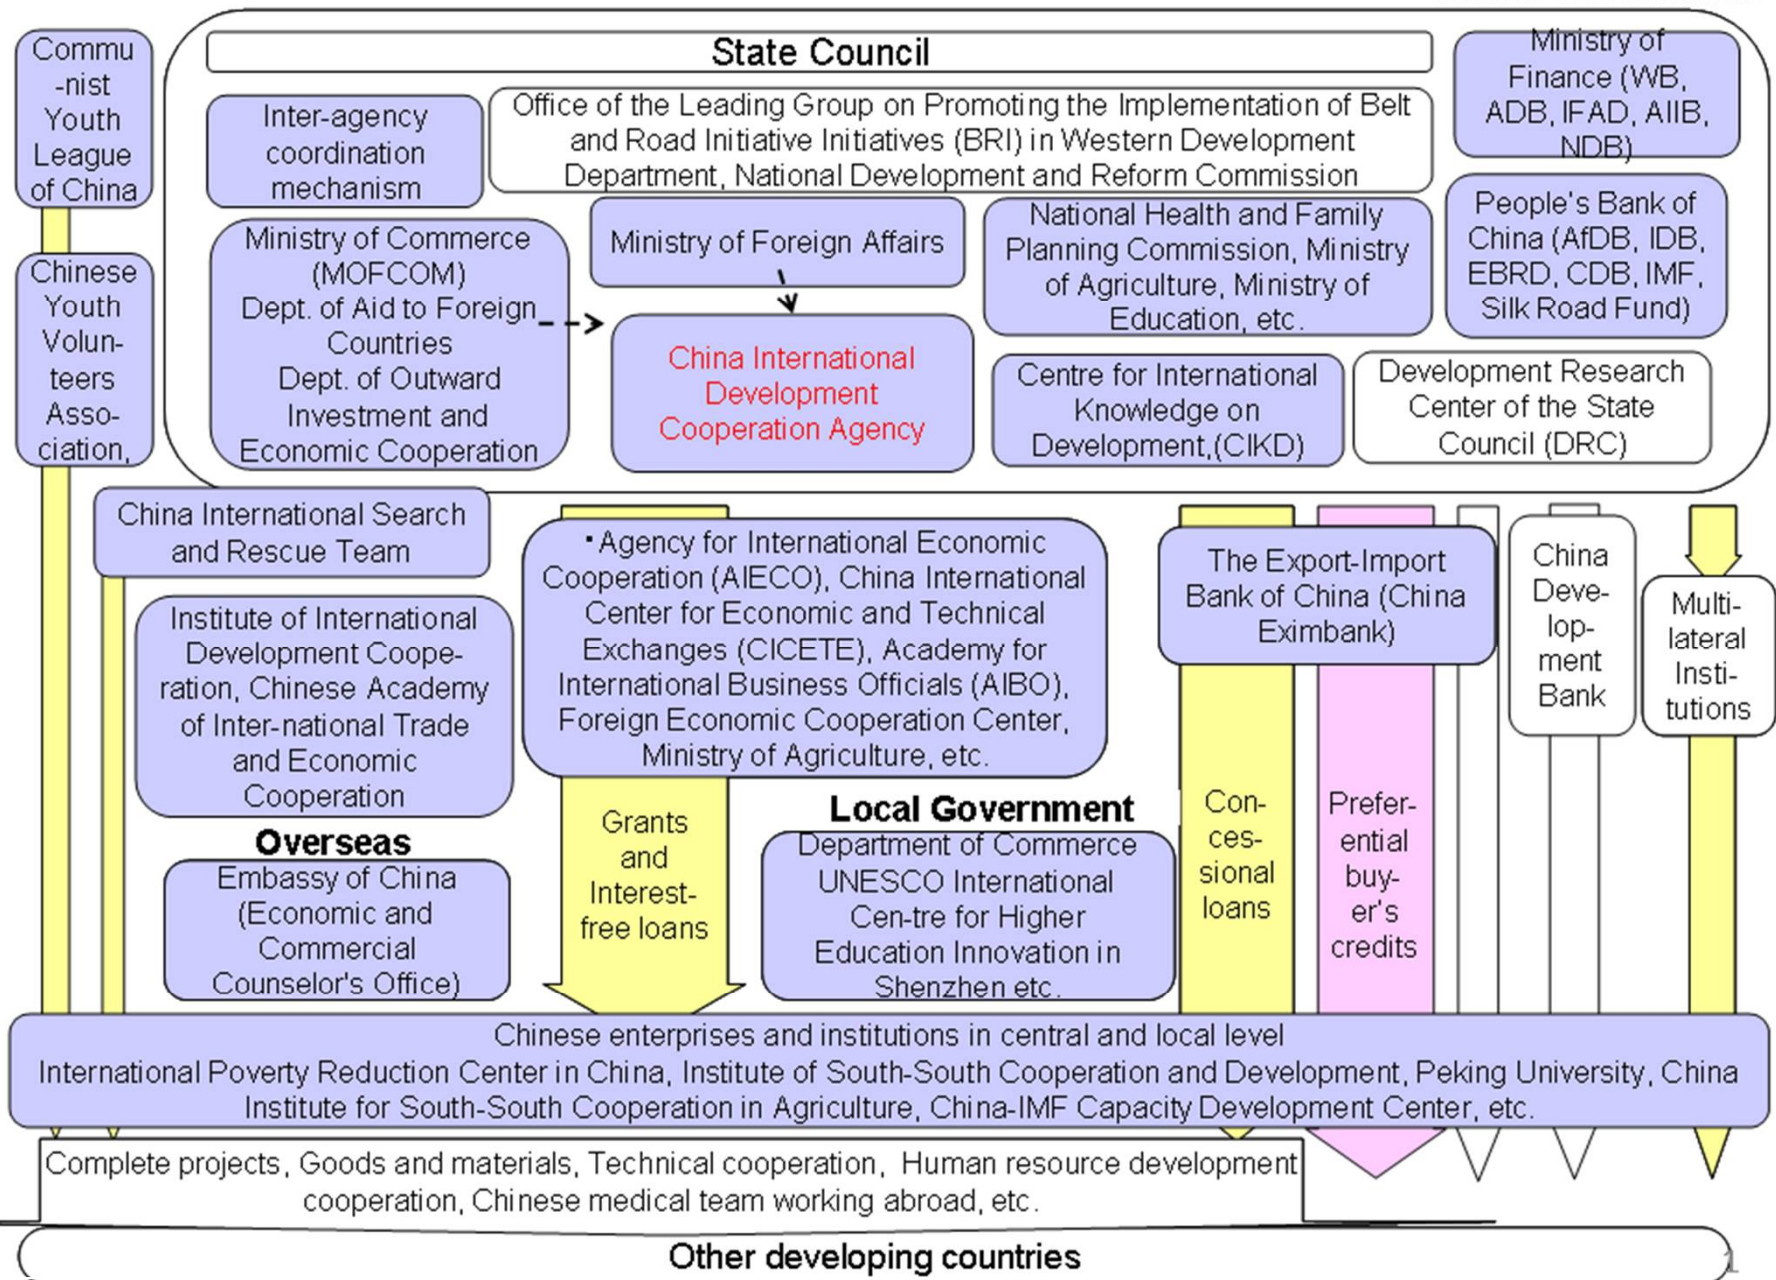 Commu
-nist
Youth
League
of China
Chinese
Youth
Volun-
teers
Asso-
ciation,
State Council
Inter-agency
coordination
mechanism
Office of the Leading Group on Promoting the Implementation of Belt
and Road Initiative Initiatives (BRI) in Western Development
Department, National Development and Reform Commission
Ministry of
Finance (WB,
ADB, IFAD, AIIB,
NDB)
Ministry of Commerce
(MOFCOM)
Dept. of Aid to Foreign
Countries
Dept. of Outward
Investment and
Economic Cooperation
Ministry of Foreign Affairs
China International
Development
Cooperation Agency
National Health and Family
Planning Commission, Ministry
of Agriculture, Ministry of
Education, etc.
People's Bank of
China (AfDB, IDB,
EBRD, CDB, IMF,
Silk Road Fund)
Centre for International
Knowledge on
Development,(CIKD)
Development Research
Center of the State
Council (DRC)
China International Search
and Rescue Team
Institute of International
Development Coope-
ration, Chinese Academy
of Inter-national Trade
and Economic
Cooperation
▪ Agency for International Economic
Cooperation (AIECO), China International
Center for Economic and Technical
Exchanges (CICETE), Academy for
International Business Officials (AIBO),
Foreign Economic Cooperation Center,
Ministry of Agriculture, etc.
The Export-Import
Bank of China (China
Eximbank)
China
Deve-
lop-
ment
Bank
Multi-
lateral
Insti-
tutions
Overseas
Embassy of China
(Economic and
Commercial
Counselor's Office)
Grants
and
Interest-
free loans
Local Government
Department of Commerce
UNESCO International
Cen-tre for Higher
Education Innovation in
Shenzhen etc.
Con-
ces-
sional
loans
Prefer-
ential
buy-
er's
credits
Chinese enterprises and institutions in central and local level
International Poverty Reduction Center in China, Institute of South-South Cooperation and Development, Peking University, China
Institute for South-South Cooperation in Agriculture, China-IMF Capacity Development Center, etc.
Complete projects, Goods and materials, Technical cooperation, Human resource development
cooperation, Chinese medical team working abroad, etc.
Other developing countries
1